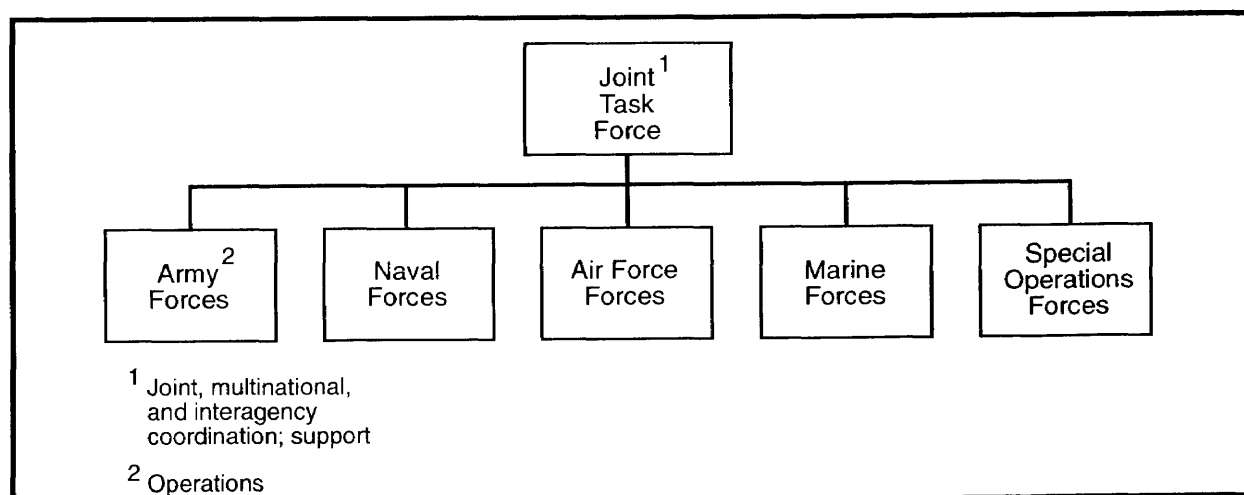 Joint 1
Task
Force
Army 2
Forces
Naval
Forces
Air Force
Forces
Marine
Forces
Special
Operations
Forces
1 Joint, multinational,
and interagency
coordination; support
2 Operations